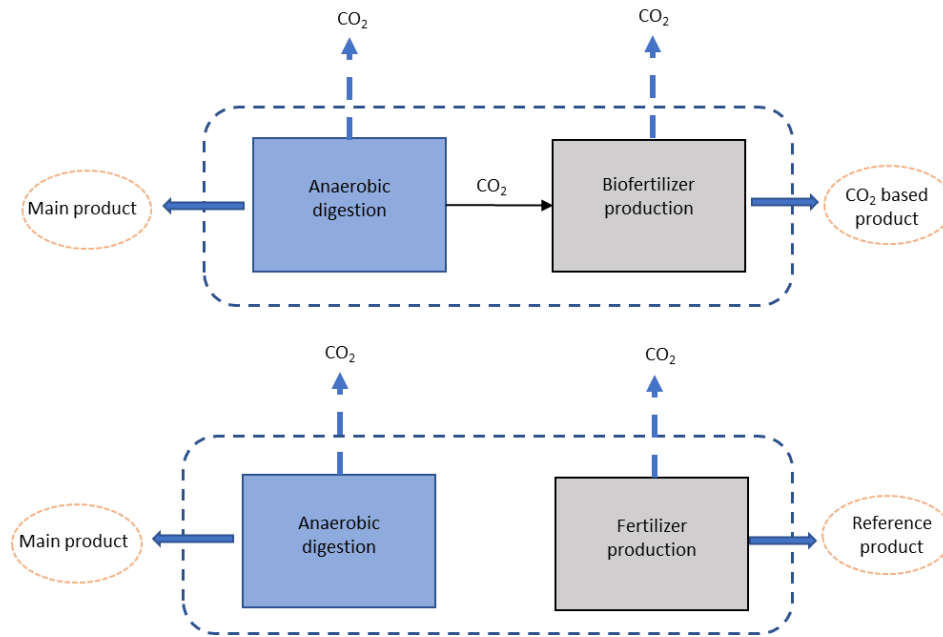 CO₂
CO₂
Anaerobic
digestion
CO₂
Biofertilizer
production
Main product
CO₂ based
product
CO₂
CO₂
Anaerobic
digestion
Fertilizer
production
Main product
Reference
product